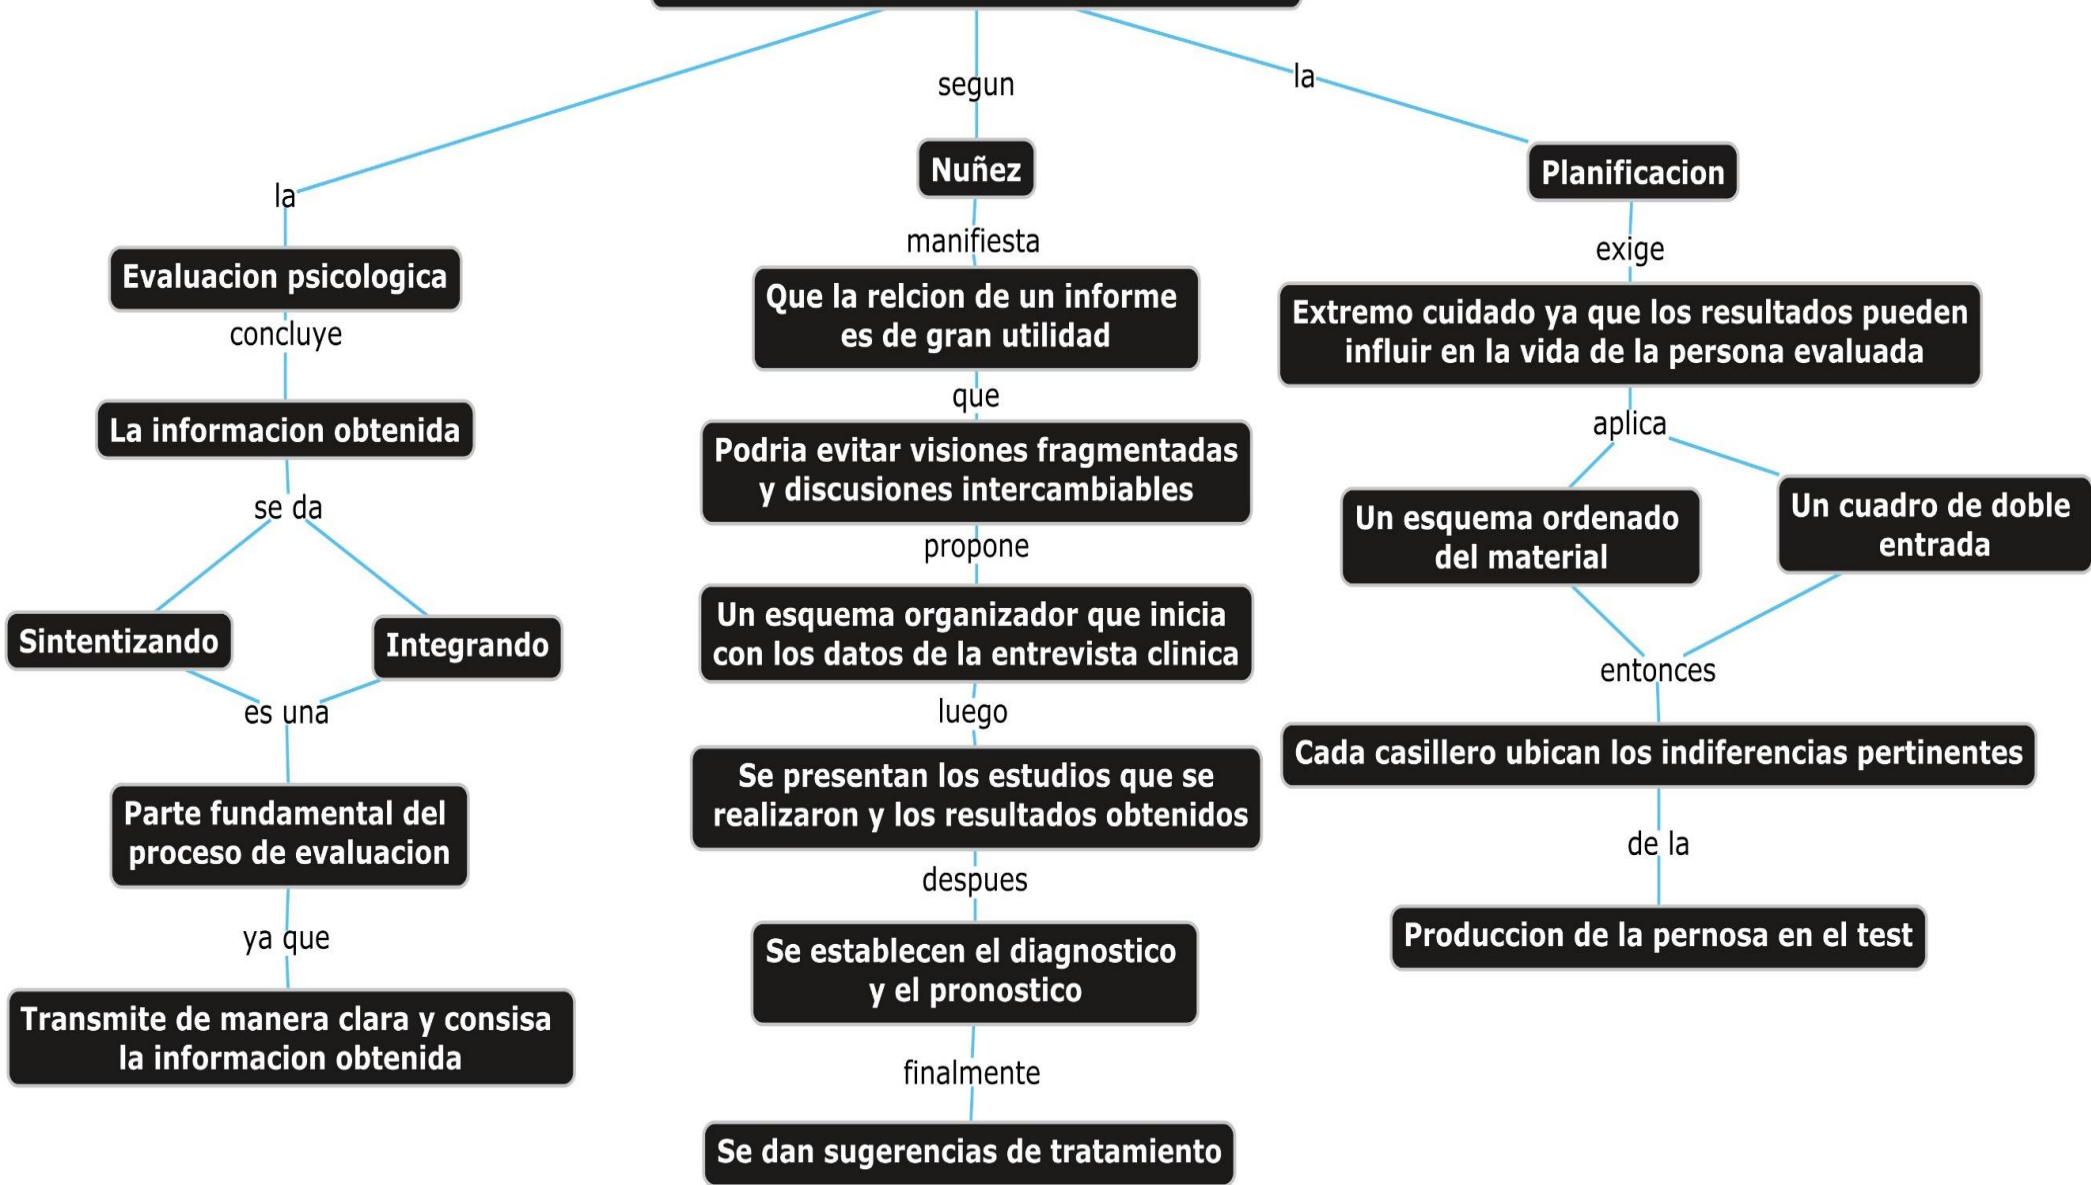 la
Evaluacion psicologica
concluye
La informacion obtenida
se da
Sintentizando
Integrando
es una
Parte fundamental del
proceso de evaluacion
ya que
Transmite de manera clara y consisa
la informacion obtenida
segun
Nuñez
manifiesta
Que la relcion de un informe
es de gran utilidad
que
Podria evitar visiones fragmentadas
y discusiones intercambiables
propone
Un esquema organizador que inicia
con los datos de la entrevista clinica
luego
Se presentan los estudios que se
realizaron y los resultados obtenidos
despues
Se establecen el diagnostico
y el pronostico
finalmente
Se dan sugerencias de tratamiento
la
Planificacion
exige
Extremo cuidado ya que los resultados pueden
influir en la vida de la persona evaluada
aplica
Un esquema ordenado
del material
Un cuadro de doble
entrada
entonces
Cada casillero ubican los indiferencias pertinentes
de la
Produccion de la pernosa en el test